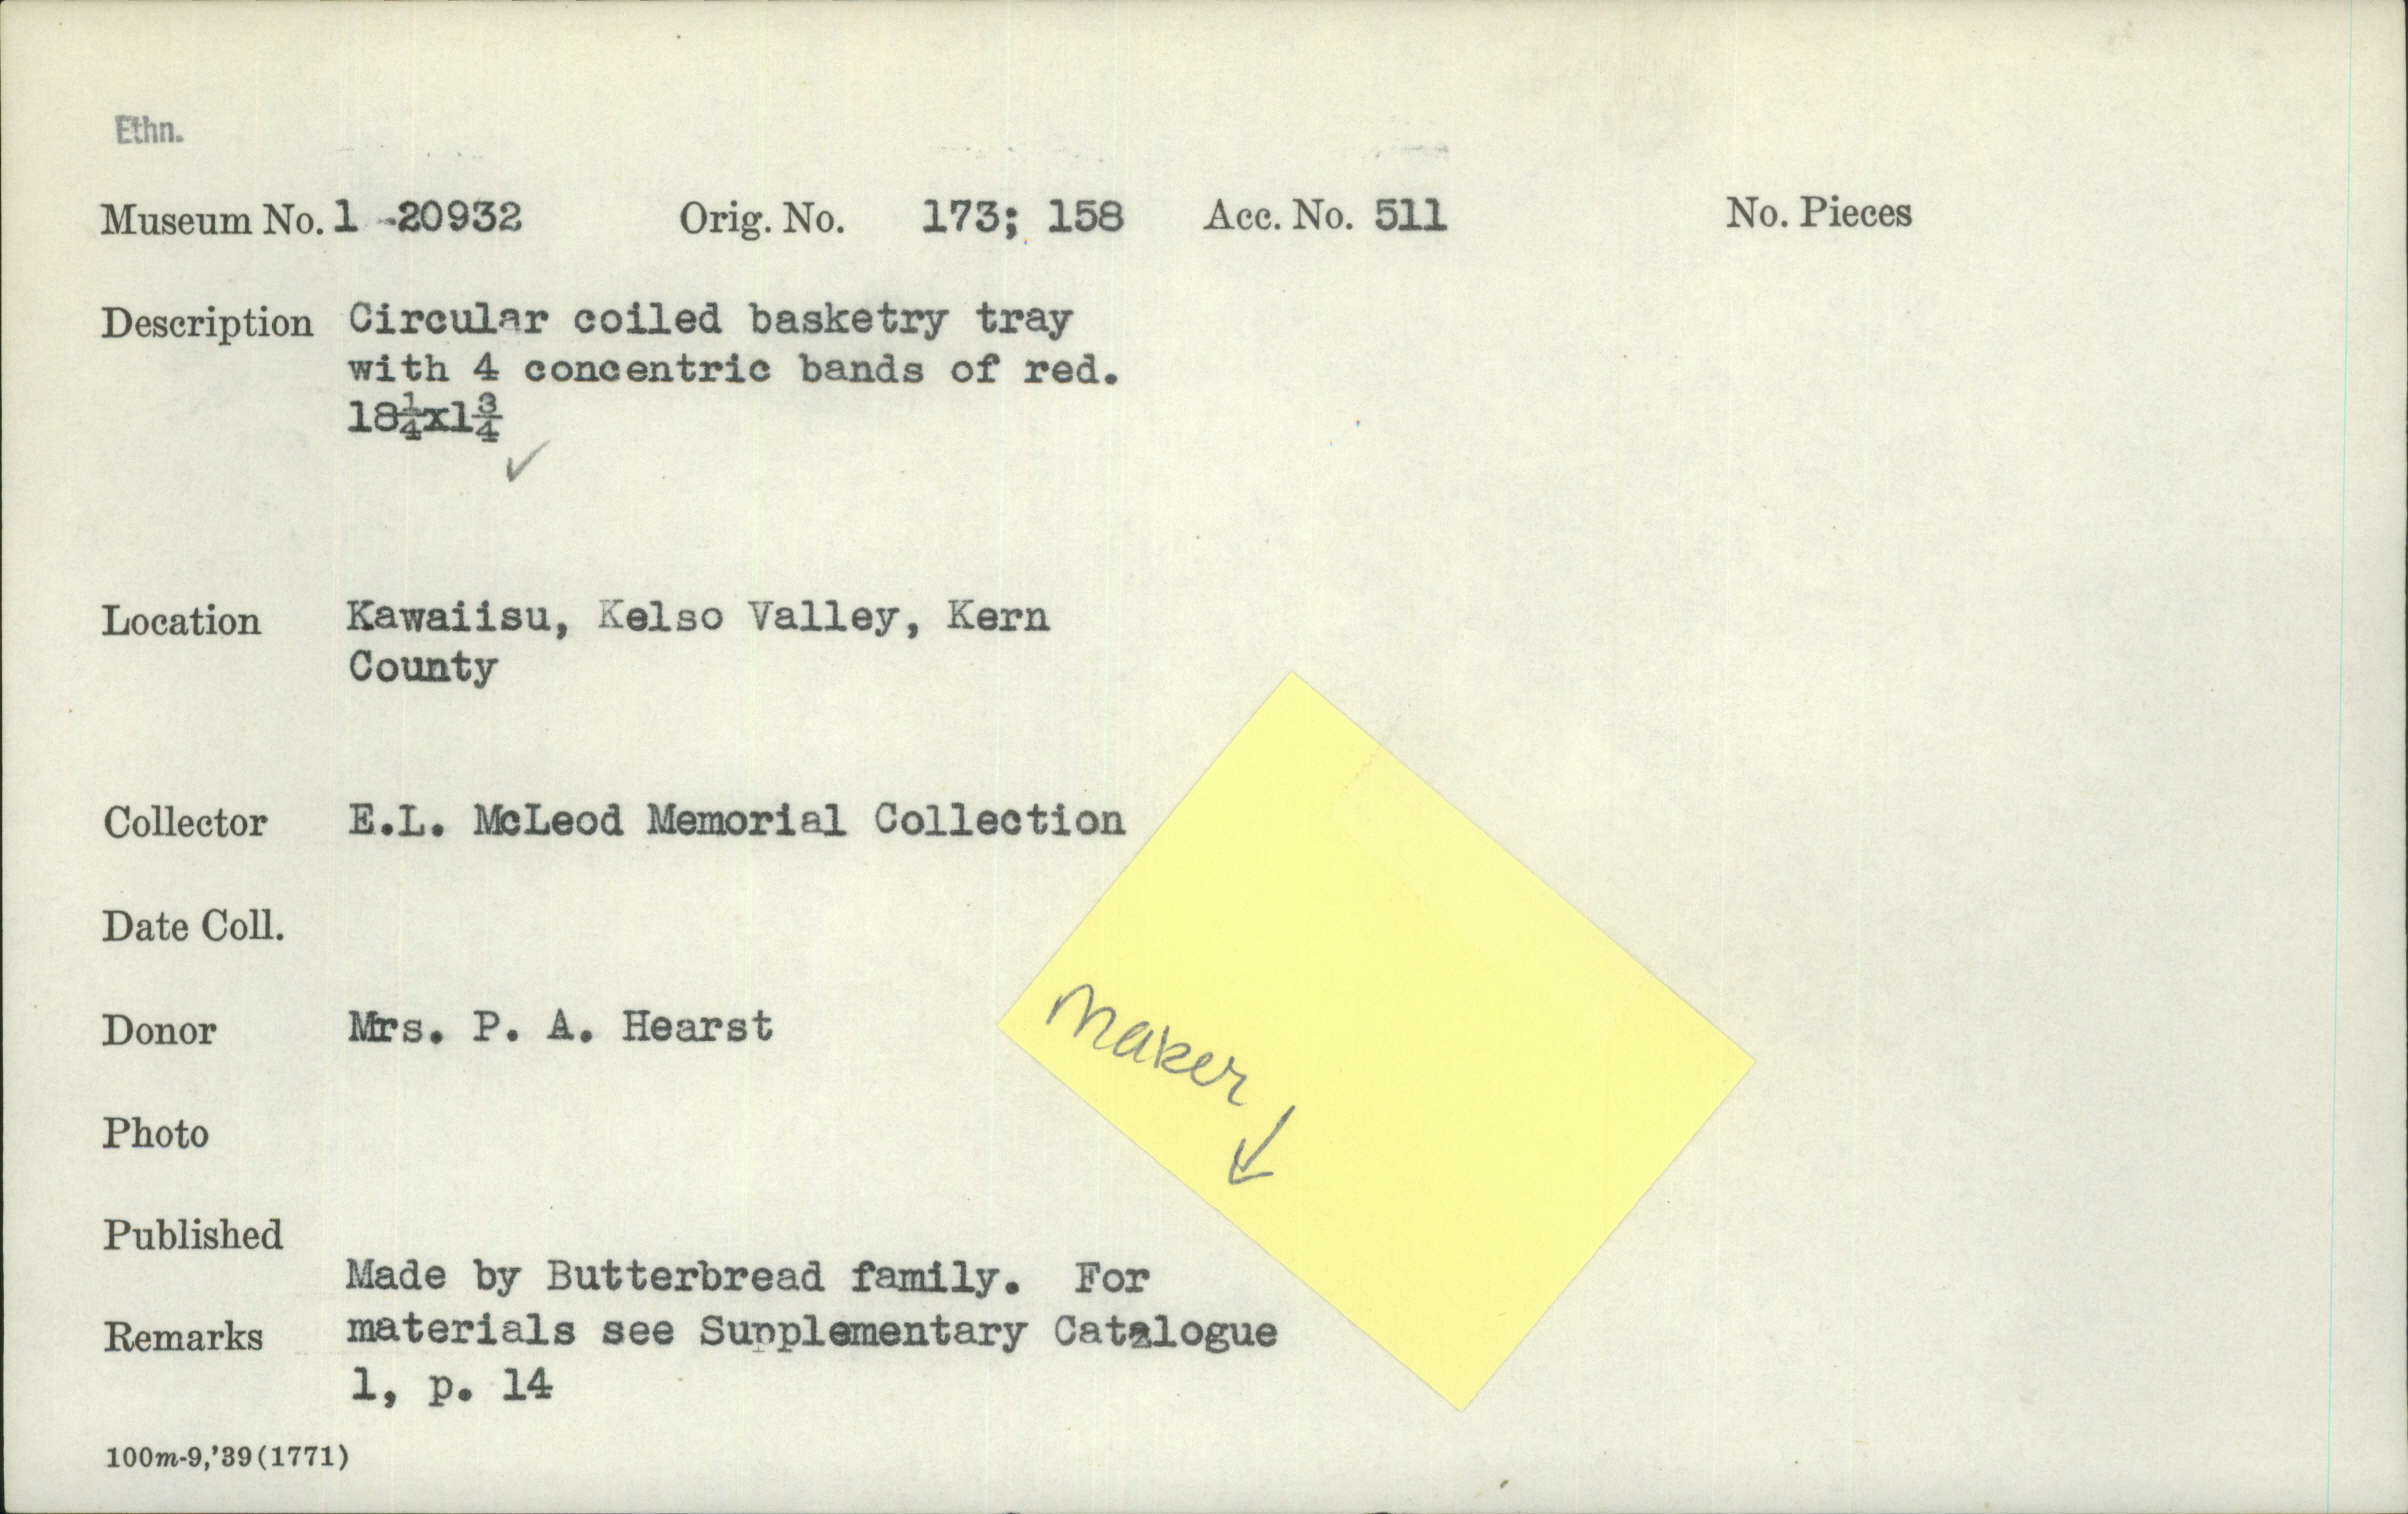 Ethn.
Museum No. 1 -20932 Orig. No. 173; 158 Acc. No. 511 No. Pieces
Description Circular coiled basketry tray
with 4 concentric bands of red.
18¼x1¾
✓
Location Kawaiisu, Kelso Valley, Kern
County
Collector E.L. McLeod Memorial Collection
Date Coll.
Donor Mrs. P. A. Hearst
maker
↓
Photo
Published
Made by Butterbread family. For
Remarks materials see Supplementary Catalogue
1, p. 14
100m-9,'39(1771)